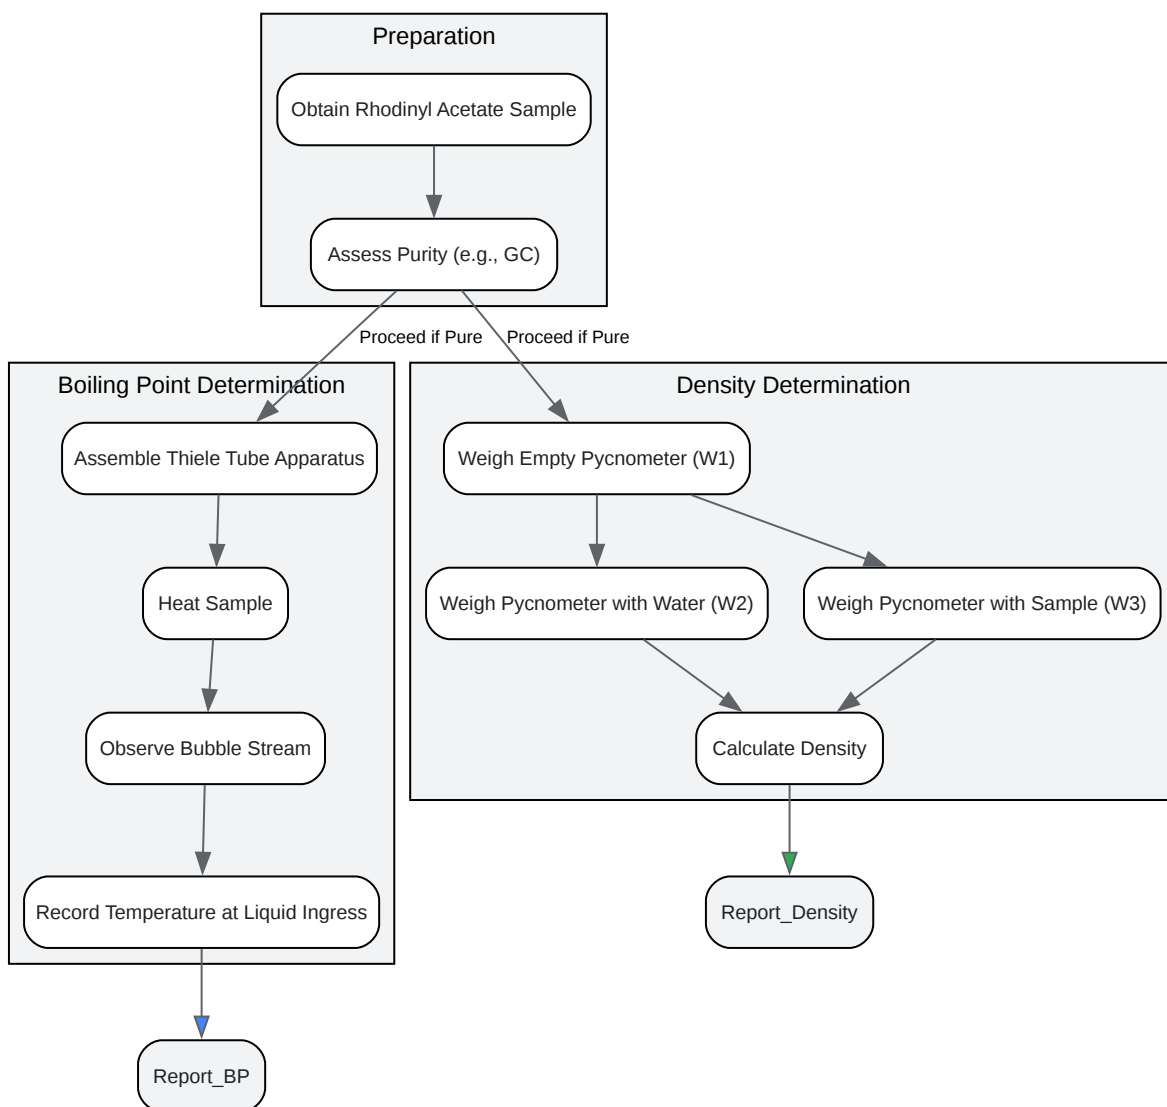 Preparation
Obtain Rhodinyl Acetate Sample
Assess Purity (e.g., GC)
Proceed if Pure
Proceed if Pure
Boiling Point Determination
Assemble Thiele Tube Apparatus
Heat Sample
Observe Bubble Stream
Record Temperature at Liquid Ingress
Report_BP
Density Determination
Weigh Empty Pycnometer (W1)
Weigh Pycnometer with Water (W2)
Weigh Pycnometer with Sample (W3)
Calculate Density
Report_Density